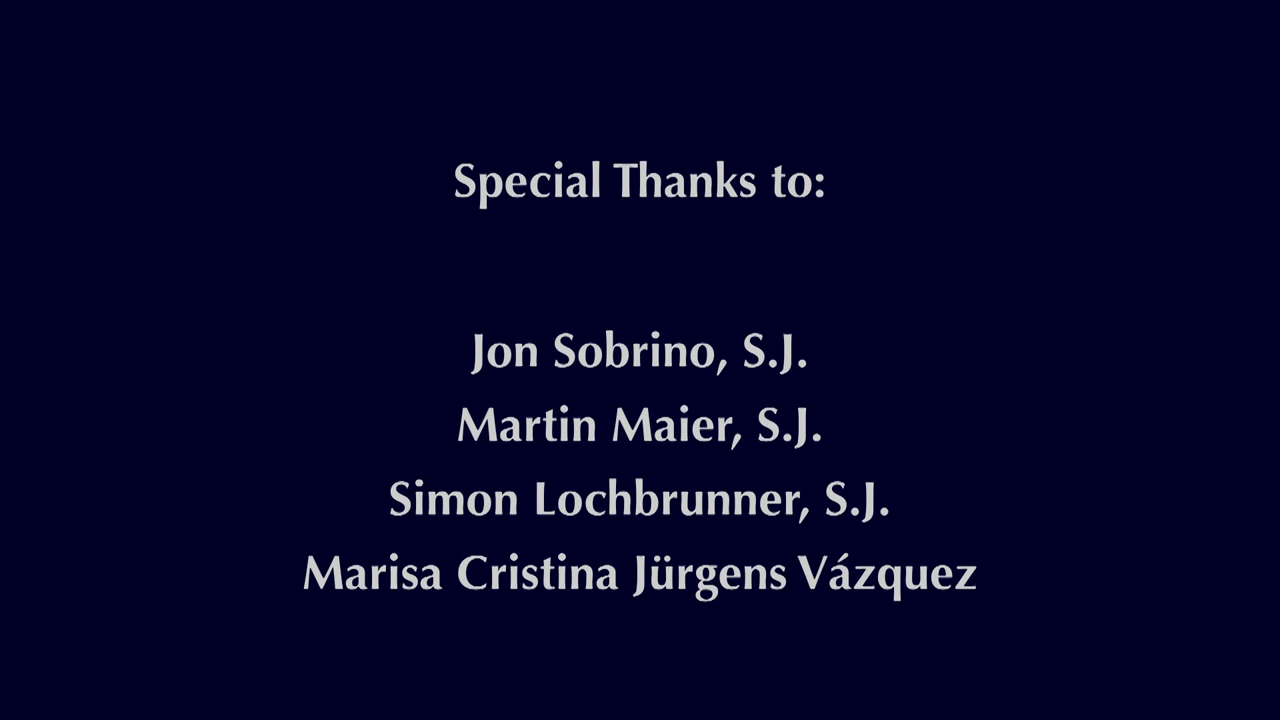 Special Thanks to:
Jon Sobrino, S.J.
Martin Maier, S.J.
Simon Lochbrunner, S.J.
Marisa Cristina Jürgens Vázquez